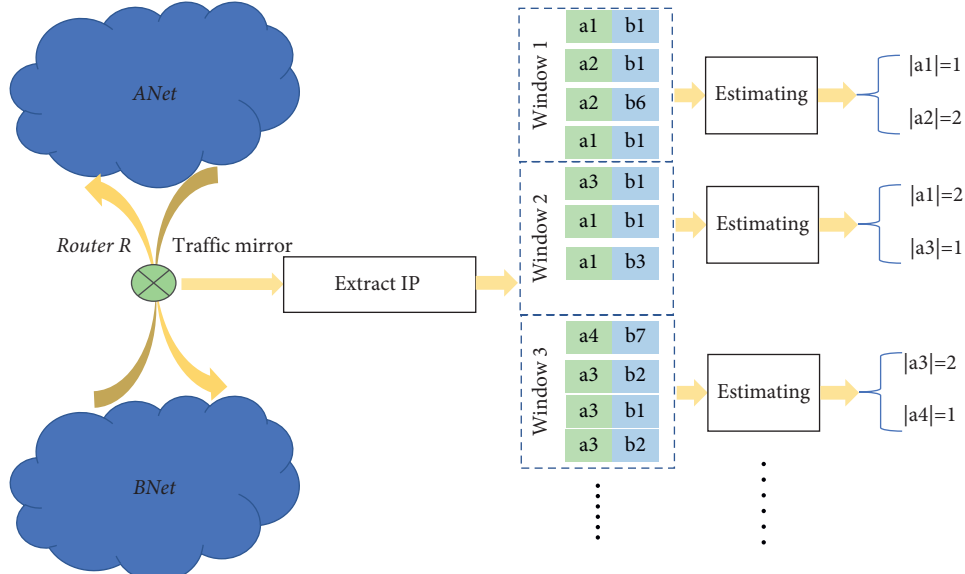 ANet
Router R
Traffic mirror
BNet
Extract IP
Window 1
a1 b1
a2 b1
a2 b6
a1 b1
Estimating
|a1|=1
|a2|=2
Window 2
a3 b1
a1 b1
a1 b3
Estimating
|a1|=2
|a3|=1
Window 3
a4 b7
a3 b2
a3 b1
a3 b2
Estimating
|a3|=2
|a4|=1